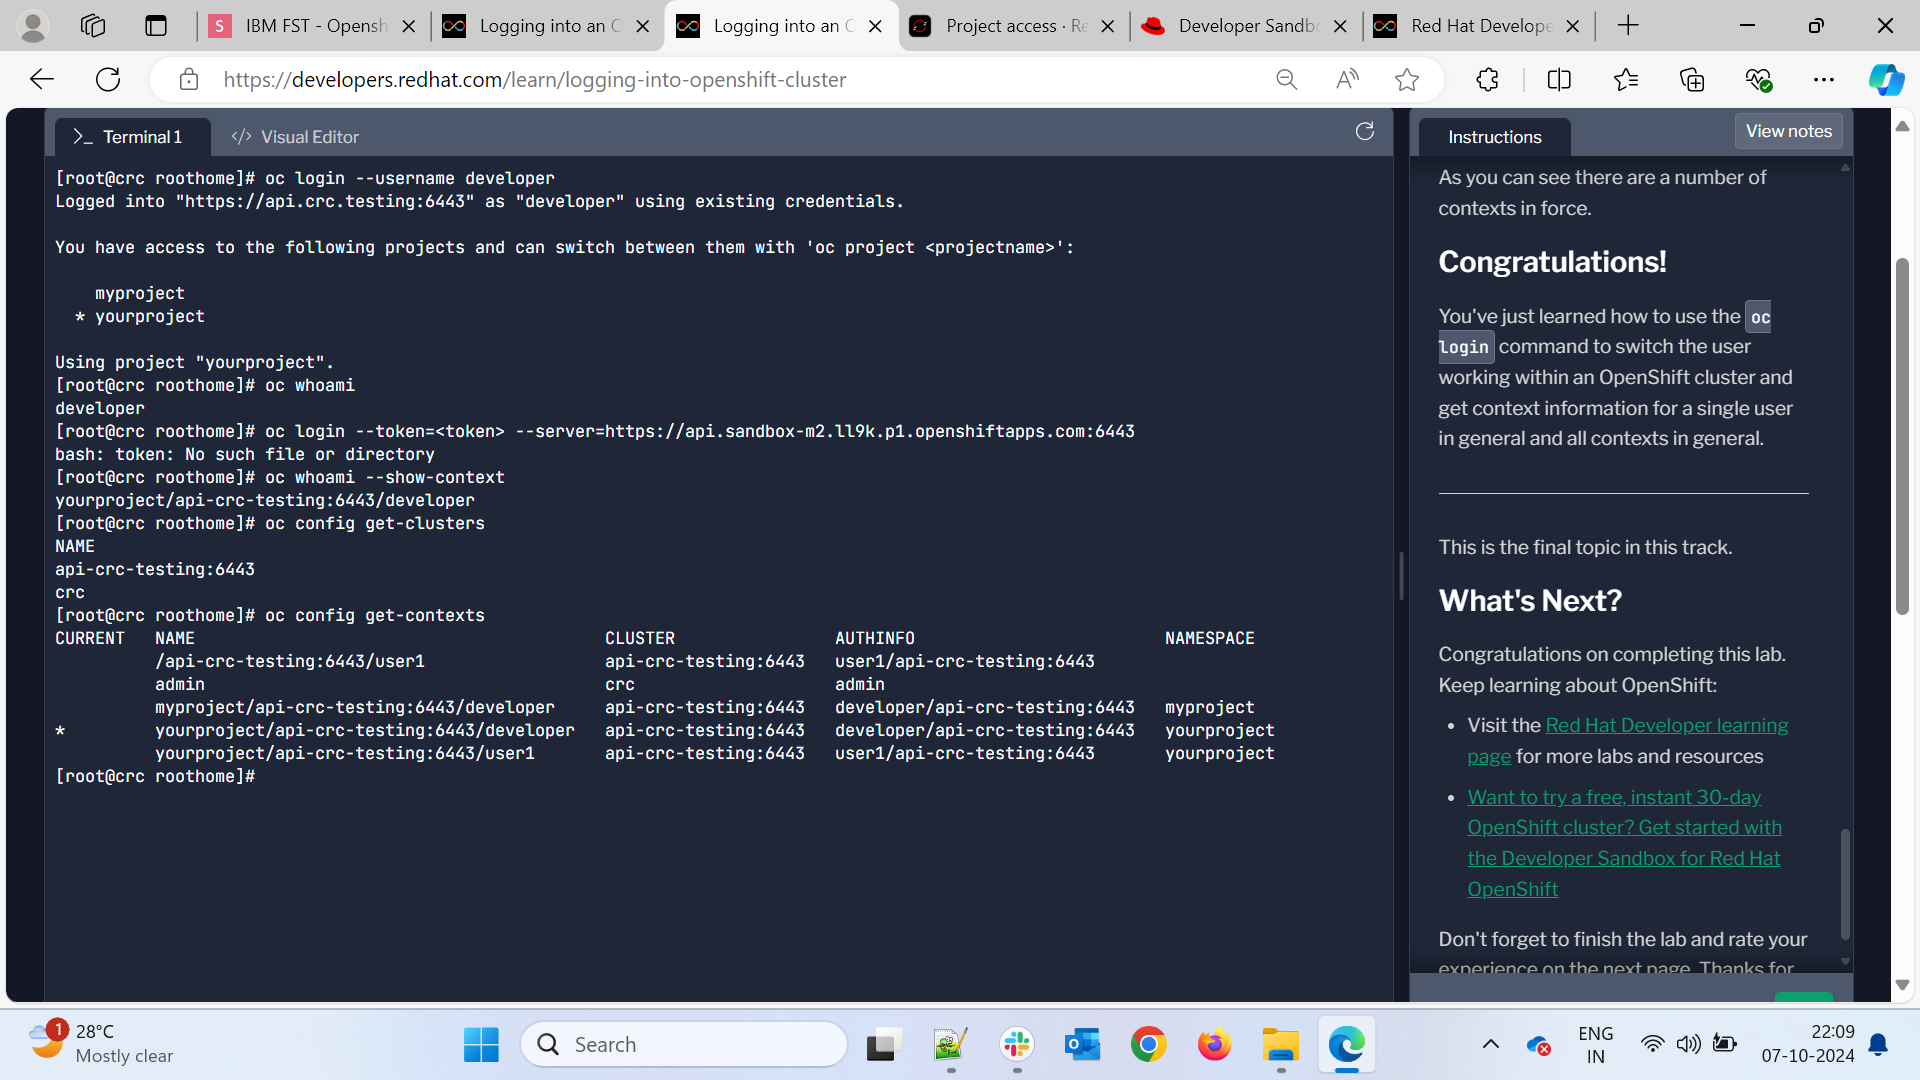 IBM FST - Opensh
Logging into an O
Logging into an C
Project access · Re
Developer Sandbo
Red Hat Develope
https://developers.redhat.com/learn/logging-into-openshift-cluster
>_ Terminal 1
</> Visual Editor
[root@crc roothome]# oc login --username developer
Logged into "https://api.crc.testing:6443" as "developer" using existing credentials.
You have access to the following projects and can switch between them with 'oc project <projectname>':
myproject
* yourproject
Using project "yourproject".
[root@crc roothome]# oc whoami
developer
[root@crc roothome]# oc login --token=<token> --server=https://api.sandbox-m2.ll9k.p1.openshiftapps.com:6443
bash: token: No such file or directory
[root@crc roothome]# oc whoami --show-context
yourproject/api-crc-testing:6443/developer
[root@crc roothome]# oc config get-clusters
NAME
api-crc-testing:6443
crc
[root@crc roothome]# oc config get-contexts
CURRENT NAME CLUSTER AUTHINFO NAMESPACE
/api-crc-testing:6443/user1 api-crc-testing:6443 user1/api-crc-testing:6443
admin crc admin
myproject/api-crc-testing:6443/developer api-crc-testing:6443 developer/api-crc-testing:6443 myproject
* yourproject/api-crc-testing:6443/developer api-crc-testing:6443 developer/api-crc-testing:6443 yourproject
yourproject/api-crc-testing:6443/user1 api-crc-testing:6443 user1/api-crc-testing:6443 yourproject
[root@crc roothome]#
Instructions
View notes
As you can see there are a number of
contexts in force.
Congratulations!
You've just learned how to use the oc
login command to switch the user
working within an OpenShift cluster and
get context information for a single user
in general and all contexts in general.
This is the final topic in this track.
What's Next?
Congratulations on completing this lab.
Keep learning about OpenShift:
• Visit the Red Hat Developer learning
page for more labs and resources
• Want to try a free, instant 30-day
OpenShift cluster? Get started with
the Developer Sandbox for Red Hat
OpenShift
Don't forget to finish the lab and rate your
experience on the next page. Thanks for
1
28°C
Mostly clear
Search
ENG
IN
22:09
07-10-2024